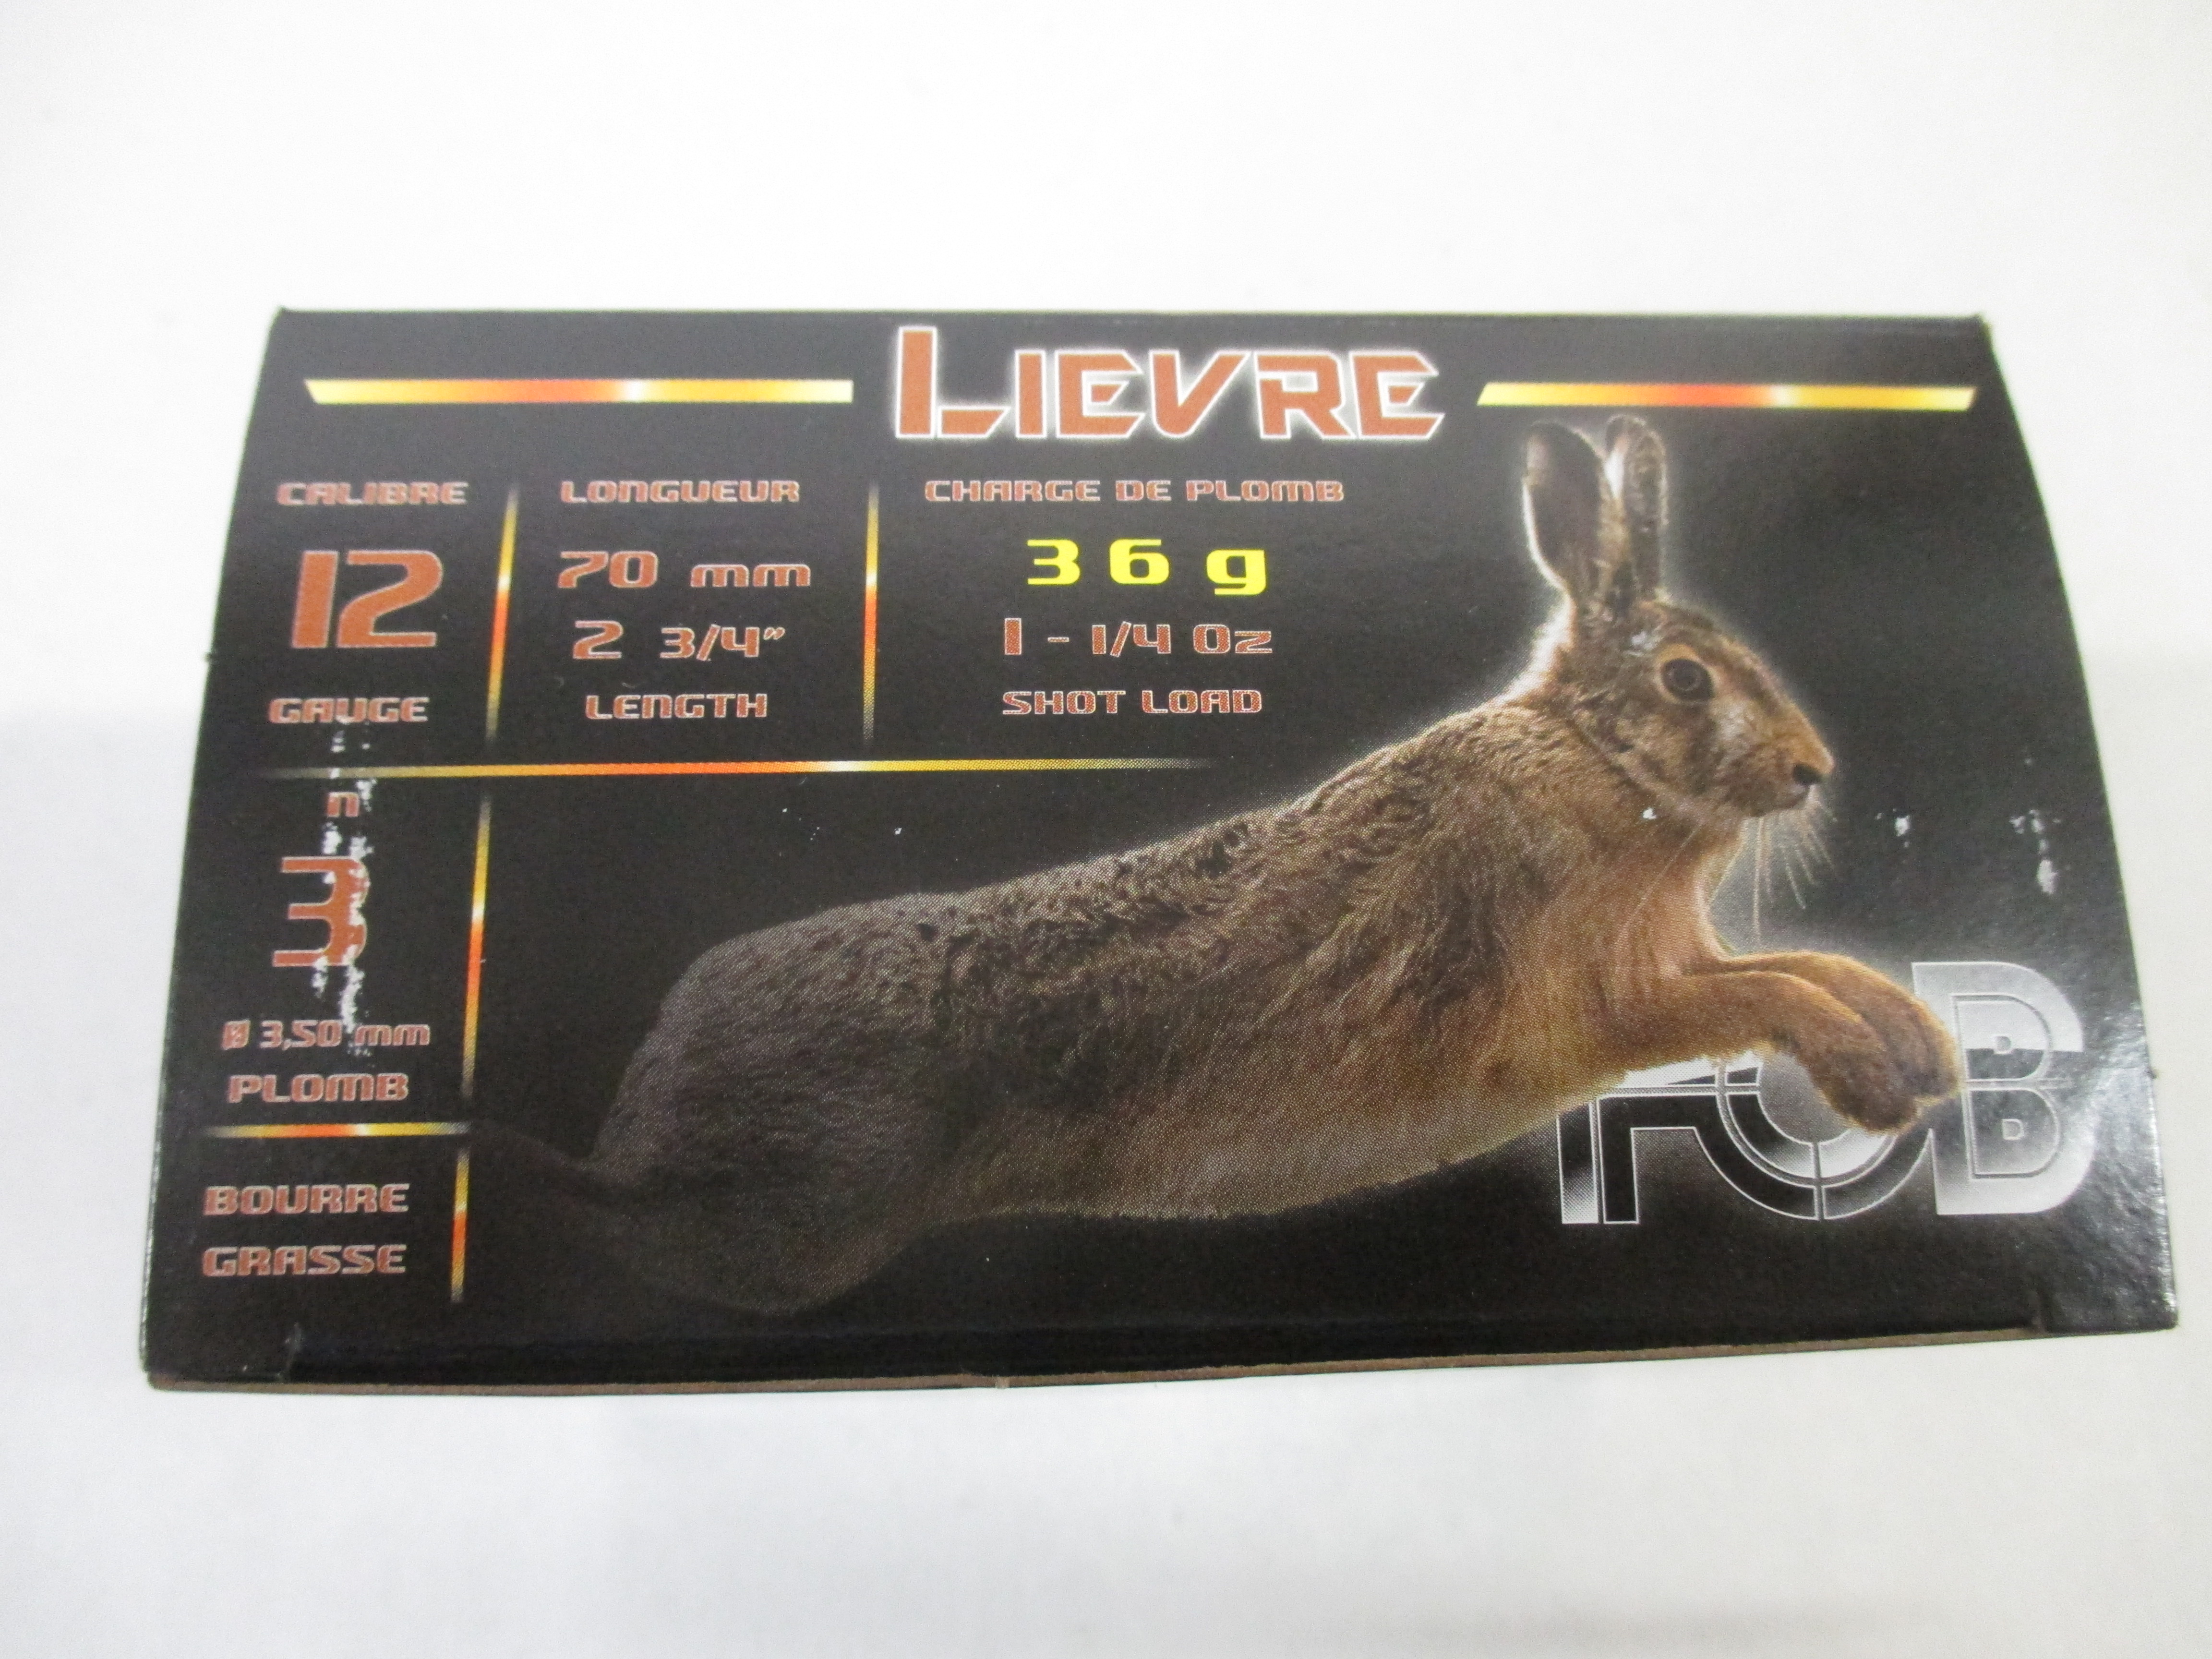 LIEVRE
CALIBRE
12
GAUGE
LONGUEUR
70 mm
2 3/4"
LENGTH
CHARGE DE PLOMB
36 g
1 - 1/4 Oz
SHOT LOAD
n
3
Ø 3,50 mm
PLOMB
BOURRE
GRASSE
FOB